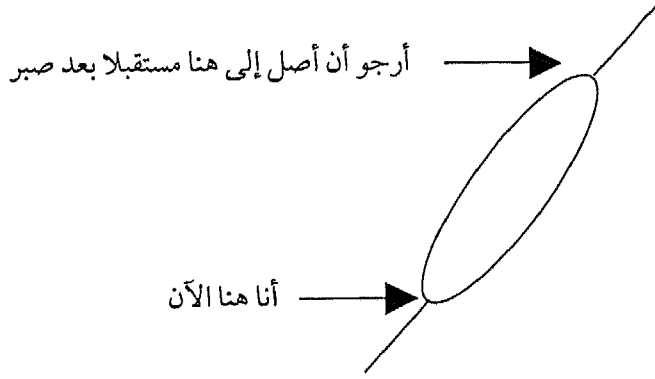 أرجو أن أصل إلى هنا مستقبلا بعد صبر
أنا هنا الآن